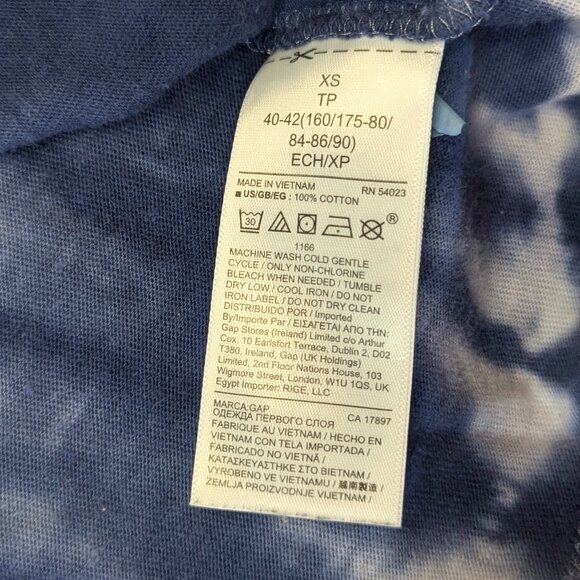 XS
TP
40-42(160/175-80/
84-86/90)
ECH/XP
MADE IN VIETNAM RN 54023
■ US/GB/EG : 100% COTTON
30 ®
1166
MACHINE WASH COLD GENTLE
CYCLE / ONLY NON-CHLORINE
BLEACH WHEN NEEDED / TUMBLE
DRY LOW / COOL IRON / DO NOT
IRON LABEL / DO NOT DRY CLEAN
DISTRIBUIDO POR / Imported
By/Importe Par / ΕΙΣΑΓΕΤΑΙ ΑΠΟ ΤΗΝ:
Gap Stores (Ireland) Limited c/o Arthur
Cox, 10 Earlsfort Terrace, Dublin 2, D02
T380, Ireland, Gap (UK Holdings)
Limited, 2nd Floor Nations House, 103
Wigmore Street, London, W1U 1QS, UK
Egypt Importer: RIGE, LLC
MARCA:GAP CA 17897
ОДЕЖДА ПЕРВОГО СЛОЯ
FABRIQUE AU VIETNAM / HECHO EN
VIETNAM CON TELA IMPORTADA /
FABRICADO NO VIETNÃ /
ΚΑΤΑΣΚΕΥΑΣΤΗΚΕ ΣΤΟ ΒΙΕΤΝΑΜ /
VYROBENO VE VIETNAMU / 越南製造 /
ZEMLJA PROIZVODNJE VIJETNAM /